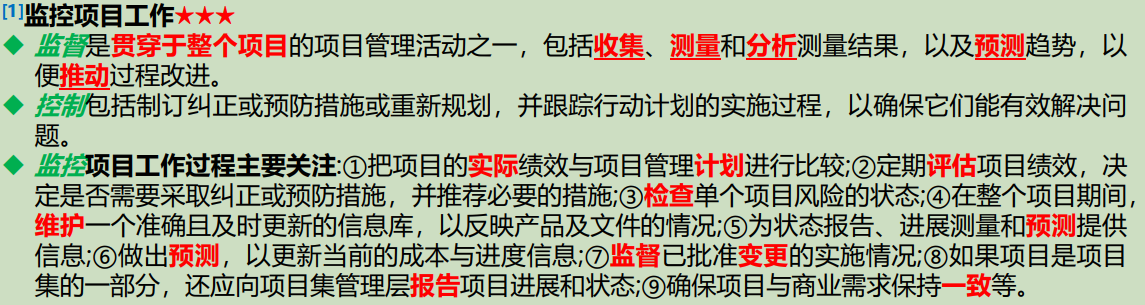 [1]监控项目工作★★★
◆ 监督是贯穿于整个项目的项目管理活动之一，包括收集、测量和分析测量结果，以及预测趋势，以
便推动过程改进。
◆ 控制包括制订纠正或预防措施或重新规划，并跟踪行动计划的实施过程，以确保它们能有效解决问
题。
◆ 监控项目工作过程主要关注:①把项目的实际绩效与项目管理计划进行比较;②定期评估项目绩效，决
定是否需要采取纠正或预防措施，并推荐必要的措施;③检查单个项目风险的状态;④在整个项目期间，
维护一个准确且及时更新的信息库，以反映产品及文件的情况;⑤为状态报告、进展测量和预测提供
信息;⑥做出预测，以更新当前的成本与进度信息;⑦监督已批准变更的实施情况;⑧如果项目是项目
集的一部分，还应向项目集管理层报告项目进展和状态;⑨确保项目与商业需求保持一致等。